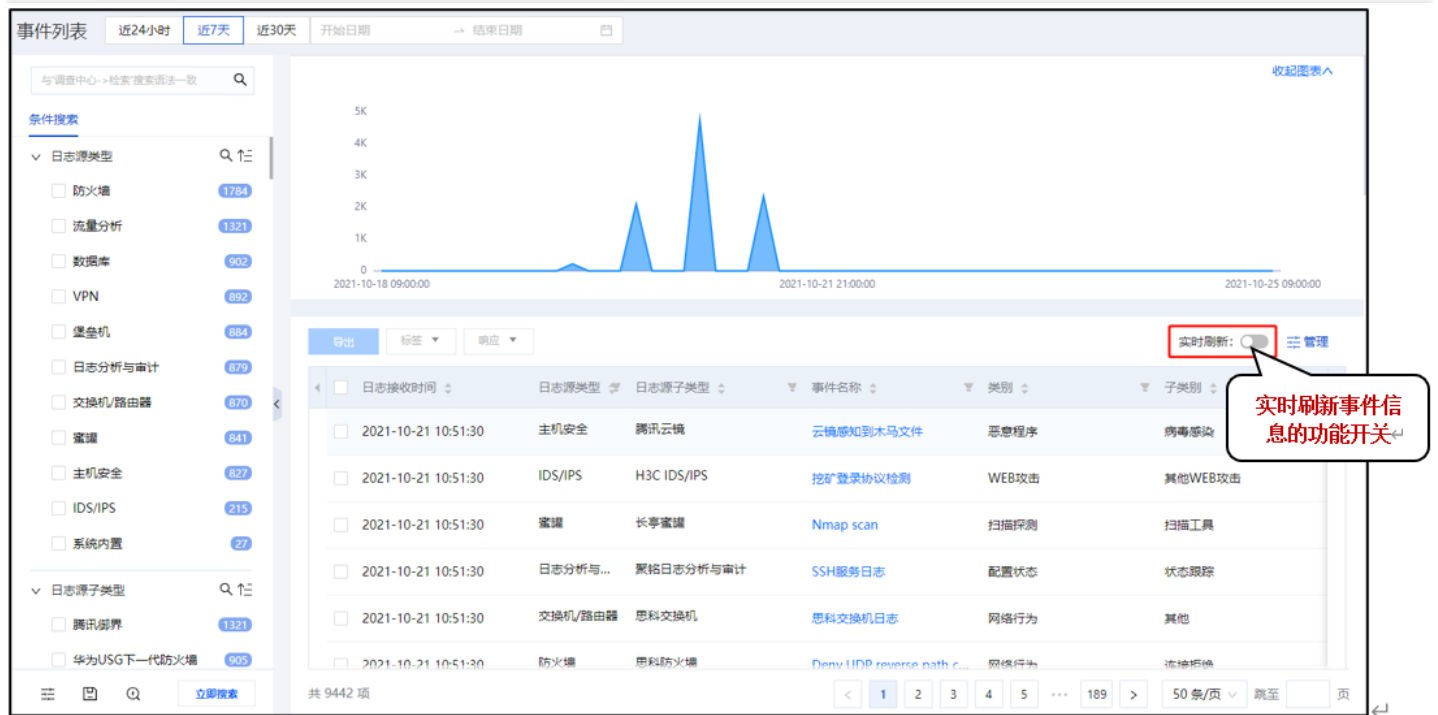 事件列表 近24小时 近7天 近30天 开始日期 → 结束日期
与"调查中心->检索"搜索语法一致
条件搜索
日志源类型
防火墙 1784
流量分析 1321
数据库 902
VPN 892
堡垒机 884
日志分析与审计 879
交换机/路由器 870
蜜罐 841
主机安全 827
IDS/IPS 215
系统内置 27
日志源子类型
腾讯御界 1321
华为USG下一代防火墙 905
立即搜索
收起图表
5K
4K
3K
2K
1K
0
2021-10-18 09:00:00 2021-10-21 21:00:00 2021-10-25 09:00:00
导出 标签 响应 实时刷新: 管理
实时刷新事件信
息的功能开关
日志接收时间 日志源类型 日志源子类型 事件名称 类别 子类别
2021-10-21 10:51:30 主机安全 腾讯云镜 云镜感知到木马文件 恶意程序 病毒感染
2021-10-21 10:51:30 IDS/IPS H3C IDS/IPS 挖矿登录协议检测 WEB攻击 其他WEB攻击
2021-10-21 10:51:30 蜜罐 长亭蜜罐 Nmap scan 扫描探测 扫描工具
2021-10-21 10:51:30 日志分析与... 聚铭日志分析与审计 SSH服务日志 配置状态 状态跟踪
2021-10-21 10:51:30 交换机/路由器 思科交换机 思科交换机日志 网络行为 其他
2021-10-21 10:51:30 防火墙 思科防火墙 Deny UDP reverse path c... 网络行为 连接拒绝
共 9442 项 < 1 2 3 4 5 ••• 189 > 50 条/页 跳至 页